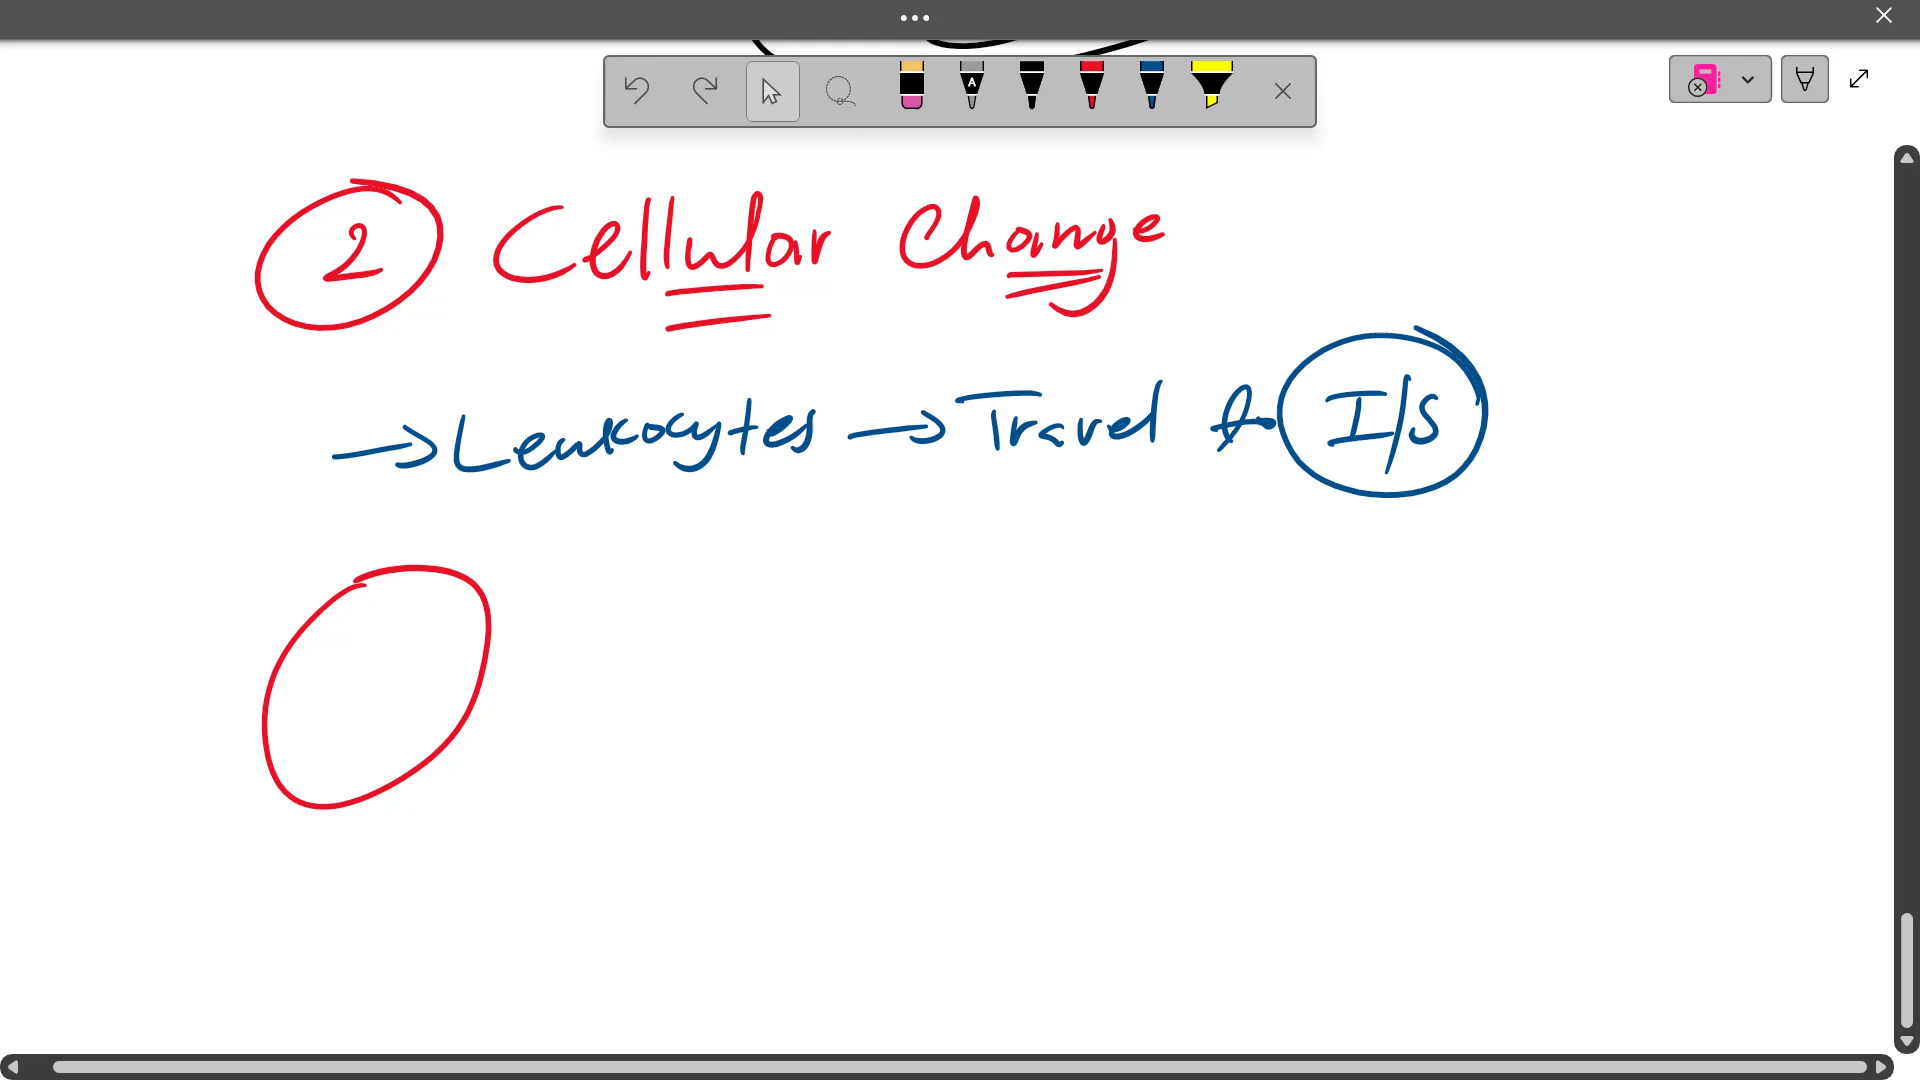 2 Cellular Change
→ Leukocytes → Travel to I/S